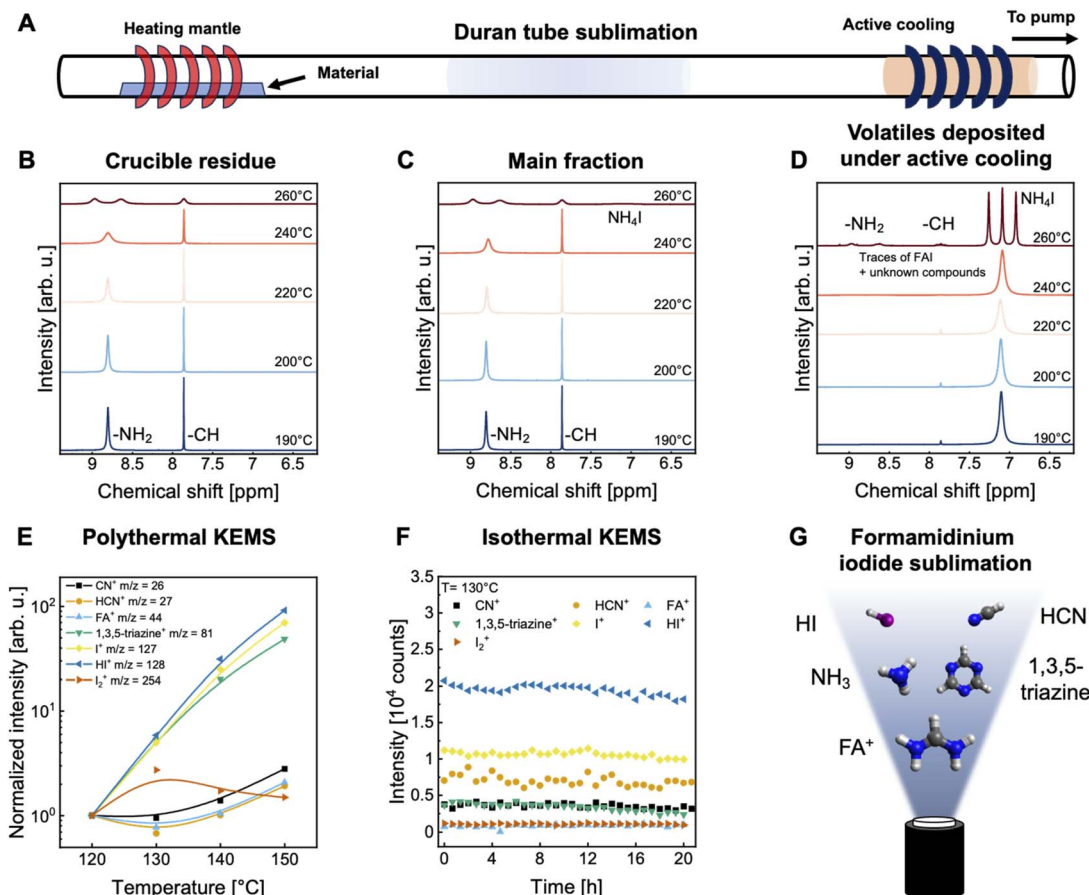 A
Heating mantle
Duran tube sublimation
Active cooling
To pump
Material
B
Crucible residue
260°C
240°C
220°C
200°C
190°C
-NH₂
-CH
9
8.5
8
7.5
7
6.5
Chemical shift [ppm]
Intensity [arb. u.]
C
Main fraction
260°C
NH₄I
240°C
220°C
200°C
190°C
-NH₂
-CH
9
8.5
8
7.5
7
6.5
Chemical shift [ppm]
Intensity [arb. u.]
D
Volatiles deposited
under active cooling
NH₄I
-NH₂
-CH
260°C
Traces of FAI
+ unknown compounds
240°C
220°C
200°C
190°C
9
8.5
8
7.5
7
6.5
Chemical shift [ppm]
Intensity [arb. u.]
E
Polythermal KEMS
CN⁺ m/z = 26
HCN⁺ m/z = 27
FA⁺ m/z = 44
1,3,5-triazine⁺ m/z = 81
I⁺ m/z = 127
HI⁺ m/z = 128
I₂⁺ m/z = 254
10²
10¹
10⁰
120
130
140
150
Temperature [°C]
Normalized intensity [arb. u.]
F
Isothermal KEMS
T= 130°C
CN⁺
HCN⁺
FA⁺
1,3,5-triazine⁺
I⁺
HI⁺
I₂⁺
3.5
3
2.5
2
1.5
1
0.5
0
0
4
8
12
16
20
Time [h]
Intensity [10⁴ counts]
G
Formamidinium
iodide sublimation
HI
HCN
NH₃
1,3,5-
triazine
FA⁺